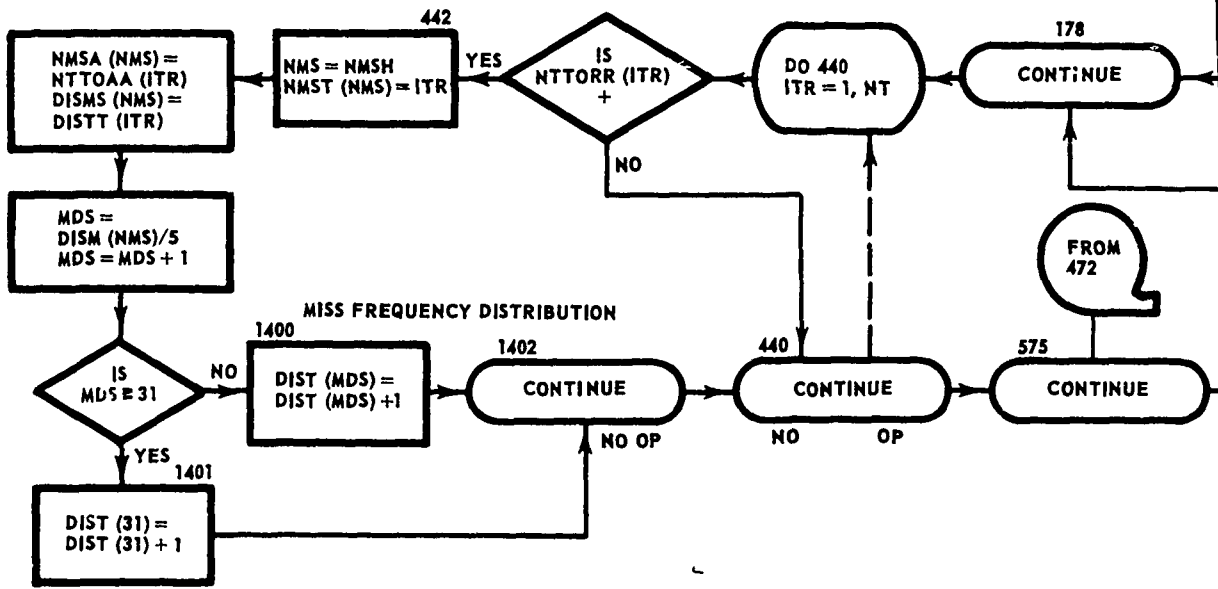 442
NMSA (NMS) =
NTTOAA (ITR)
DISMS (NMS) =
DISTT (ITR)
NMS = NMSH
NMST (NMS) = ITR
YES
IS
NTTORR (ITR)
+
NO
DO 440
ITR = 1, NT
178
CONTINUE
MDS =
DISM (NMS)/5
MDS = MDS + 1
FROM
472
MISS FREQUENCY DISTRIBUTION
IS
MDS ≥ 31
NO
YES
1400
DIST (MDS) =
DIST (MDS) +1
1402
CONTINUE
NO OP
440
CONTINUE
NO OP
575
CONTINUE
1401
DIST (31) =
DIST (31) + 1